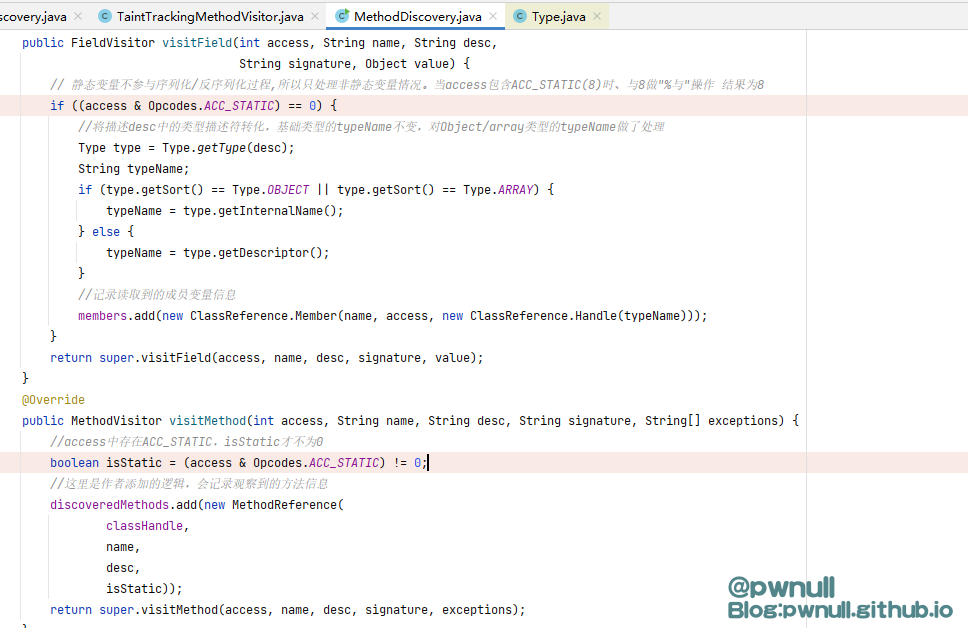 scovery.java × TaintTrackingMethodVisitor.java × MethodDiscovery.java × Type.java ×
public FieldVisitor visitField(int access, String name, String desc,
String signature, Object value) {
// 静态变量不参与序列化/反序列化过程,所以只处理非静态变量情况。当access包含ACC_STATIC(8)时、与8做"%与"操作 结果为8
if ((access & Opcodes.ACC_STATIC) == 0) {
//将描述desc中的类型描述符转化，基础类型的typeName不变，对Object/array类型的typeName做了处理
Type type = Type.getType(desc);
String typeName;
if (type.getSort() == Type.OBJECT || type.getSort() == Type.ARRAY) {
typeName = type.getInternalName();
} else {
typeName = type.getDescriptor();
}
//记录读取到的成员变量信息
members.add(new ClassReference.Member(name, access, new ClassReference.Handle(typeName)));
}
return super.visitField(access, name, desc, signature, value);
}
@Override
public MethodVisitor visitMethod(int access, String name, String desc, String signature, String[] exceptions) {
//access中存在ACC_STATIC，isStatic才不为0
boolean isStatic = (access & Opcodes.ACC_STATIC) != 0;
//这里是作者添加的逻辑，会记录观察到的方法信息
discoveredMethods.add(new MethodReference(
classHandle,
name,
desc,
isStatic));
return super.visitMethod(access, name, desc, signature, exceptions);
}
@pwnull
Blog:pwnull.github.io